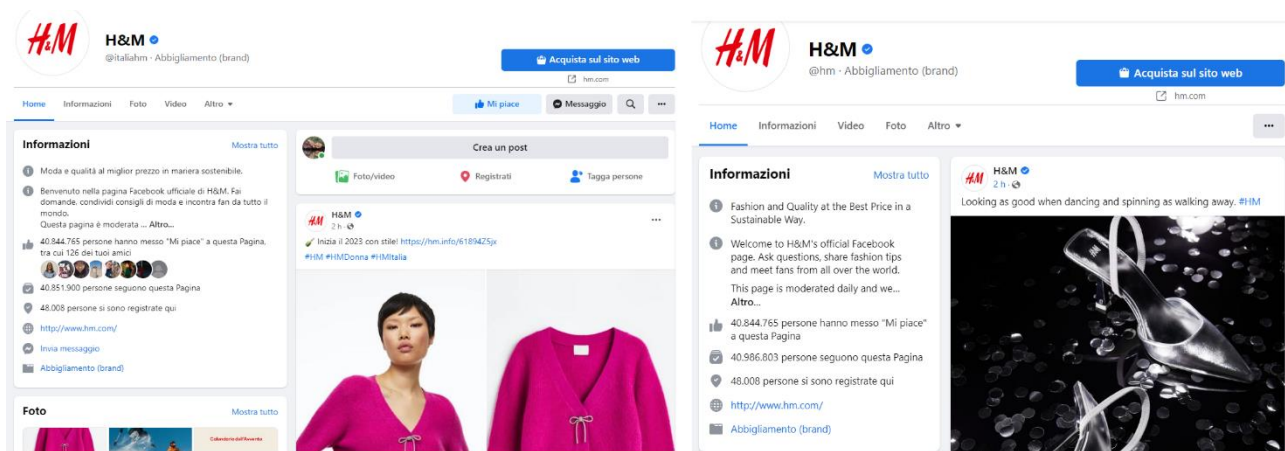 H&M
H&M
@italiahm · Abbigliamento (brand)
Acquista sul sito web
hm.com
Home Informazioni Foto Video Altro
Mi piace Messaggio
Informazioni Mostra tutto
Moda e qualità al miglior prezzo in maniera sostenibile.
Benvenuto nella pagina Facebook ufficiale di H&M. Fai
domande, condividi consigli di moda e incontra fan da tutto il
mondo.
Questa pagina è moderata ... Altro...
40.844.765 persone hanno messo "Mi piace" a questa Pagina,
tra cui 126 dei tuoi amici
40.851.900 persone seguono questa Pagina
48.008 persone si sono registrate qui
http://www.hm.com/
Invia messaggio
Abbigliamento (brand)
Foto Mostra tutto
Calendario dell'Avvento
Crea un post
Foto/video Registrati Tagga persone
H&M
H&M
2 h ·
Inizia il 2023 con stile! https://hm.info/61894Z5jx
#HM #HMDonna #HMItalia
H&M
H&M
@hm · Abbigliamento (brand)
Acquista sul sito web
hm.com
Home Informazioni Video Foto Altro
Informazioni Mostra tutto
Fashion and Quality at the Best Price in a
Sustainable Way.
Welcome to H&M's official Facebook
page. Ask questions, share fashion tips
and meet fans from all over the world.
This page is moderated daily and we...
Altro...
40.844.765 persone hanno messo "Mi piace"
a questa Pagina
40.986.803 persone seguono questa Pagina
48.008 persone si sono registrate qui
http://www.hm.com/
Abbigliamento (brand)
H&M
H&M
2 h ·
Looking as good when dancing and spinning as walking away. #HM